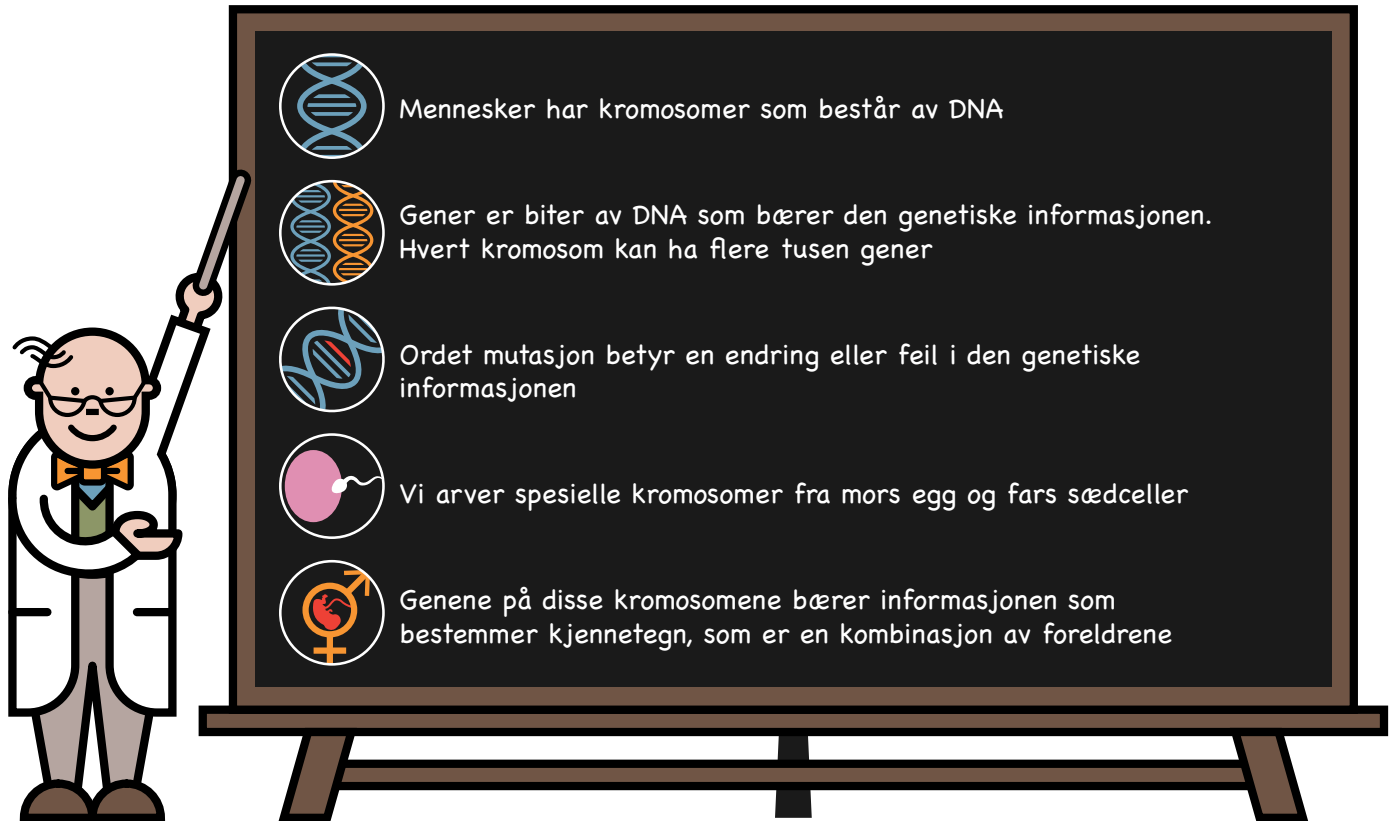 Mennesker har kromosomer som består av DNA
Gener er biter av DNA som bærer den genetiske informasjonen.
Hvert kromosom kan ha flere tusen gener
Ordet mutasjon betyr en endring eller feil i den genetiske
informasjonen
Vi arver spesielle kromosomer fra mors egg og fars sædceller
Genene på disse kromosomene bærer informasjonen som
bestemmer kjennetegn, som er en kombinasjon av foreldrene